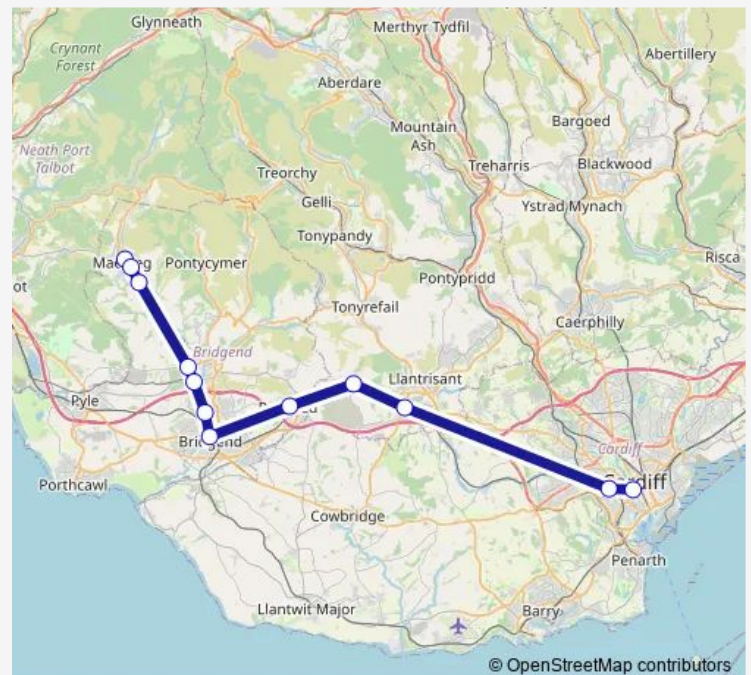 Glynneath
Merthyr Tydfil
Crynant
Forest
Abertillery
Aberdare
Mountain
Ash
Bargoed
Neath Port
Talbot
Treharris
Blackwood
Treorchy
Gelli
Ystrad Mynach
Tonypandy
Pontycymer
Risca
ot
Pontypridd
Tonyrefail
Caerphilly
Bridgend
Llantrisant
Pyle
Bridgend
Cardiff
Cardiff
Porthcawl
Cowbridge
Penarth
Llantwit Major
Barry
© OpenStreetMap contributors